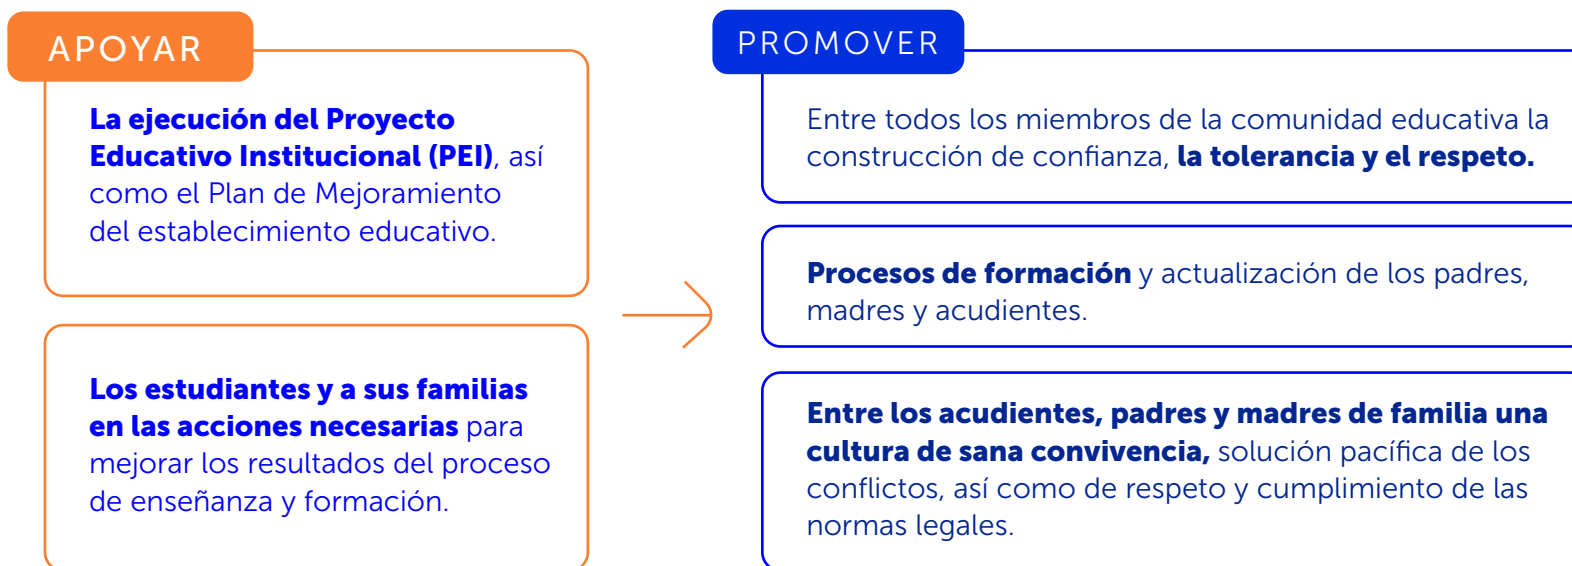 APOYAR
La ejecución del Proyecto
Educativo Institucional (PEI), así
como el Plan de Mejoramiento
del establecimiento educativo.
Los estudiantes y a sus familias
en las acciones necesarias para
mejorar los resultados del proceso
de enseñanza y formación.
PROMOVER
Entre todos los miembros de la comunidad educativa la
construcción de confianza, la tolerancia y el respeto.
Procesos de formación y actualización de los padres,
madres y acudientes.
Entre los acudientes, padres y madres de familia una
cultura de sana convivencia, solución pacífica de los
conflictos, así como de respeto y cumplimiento de las
normas legales.